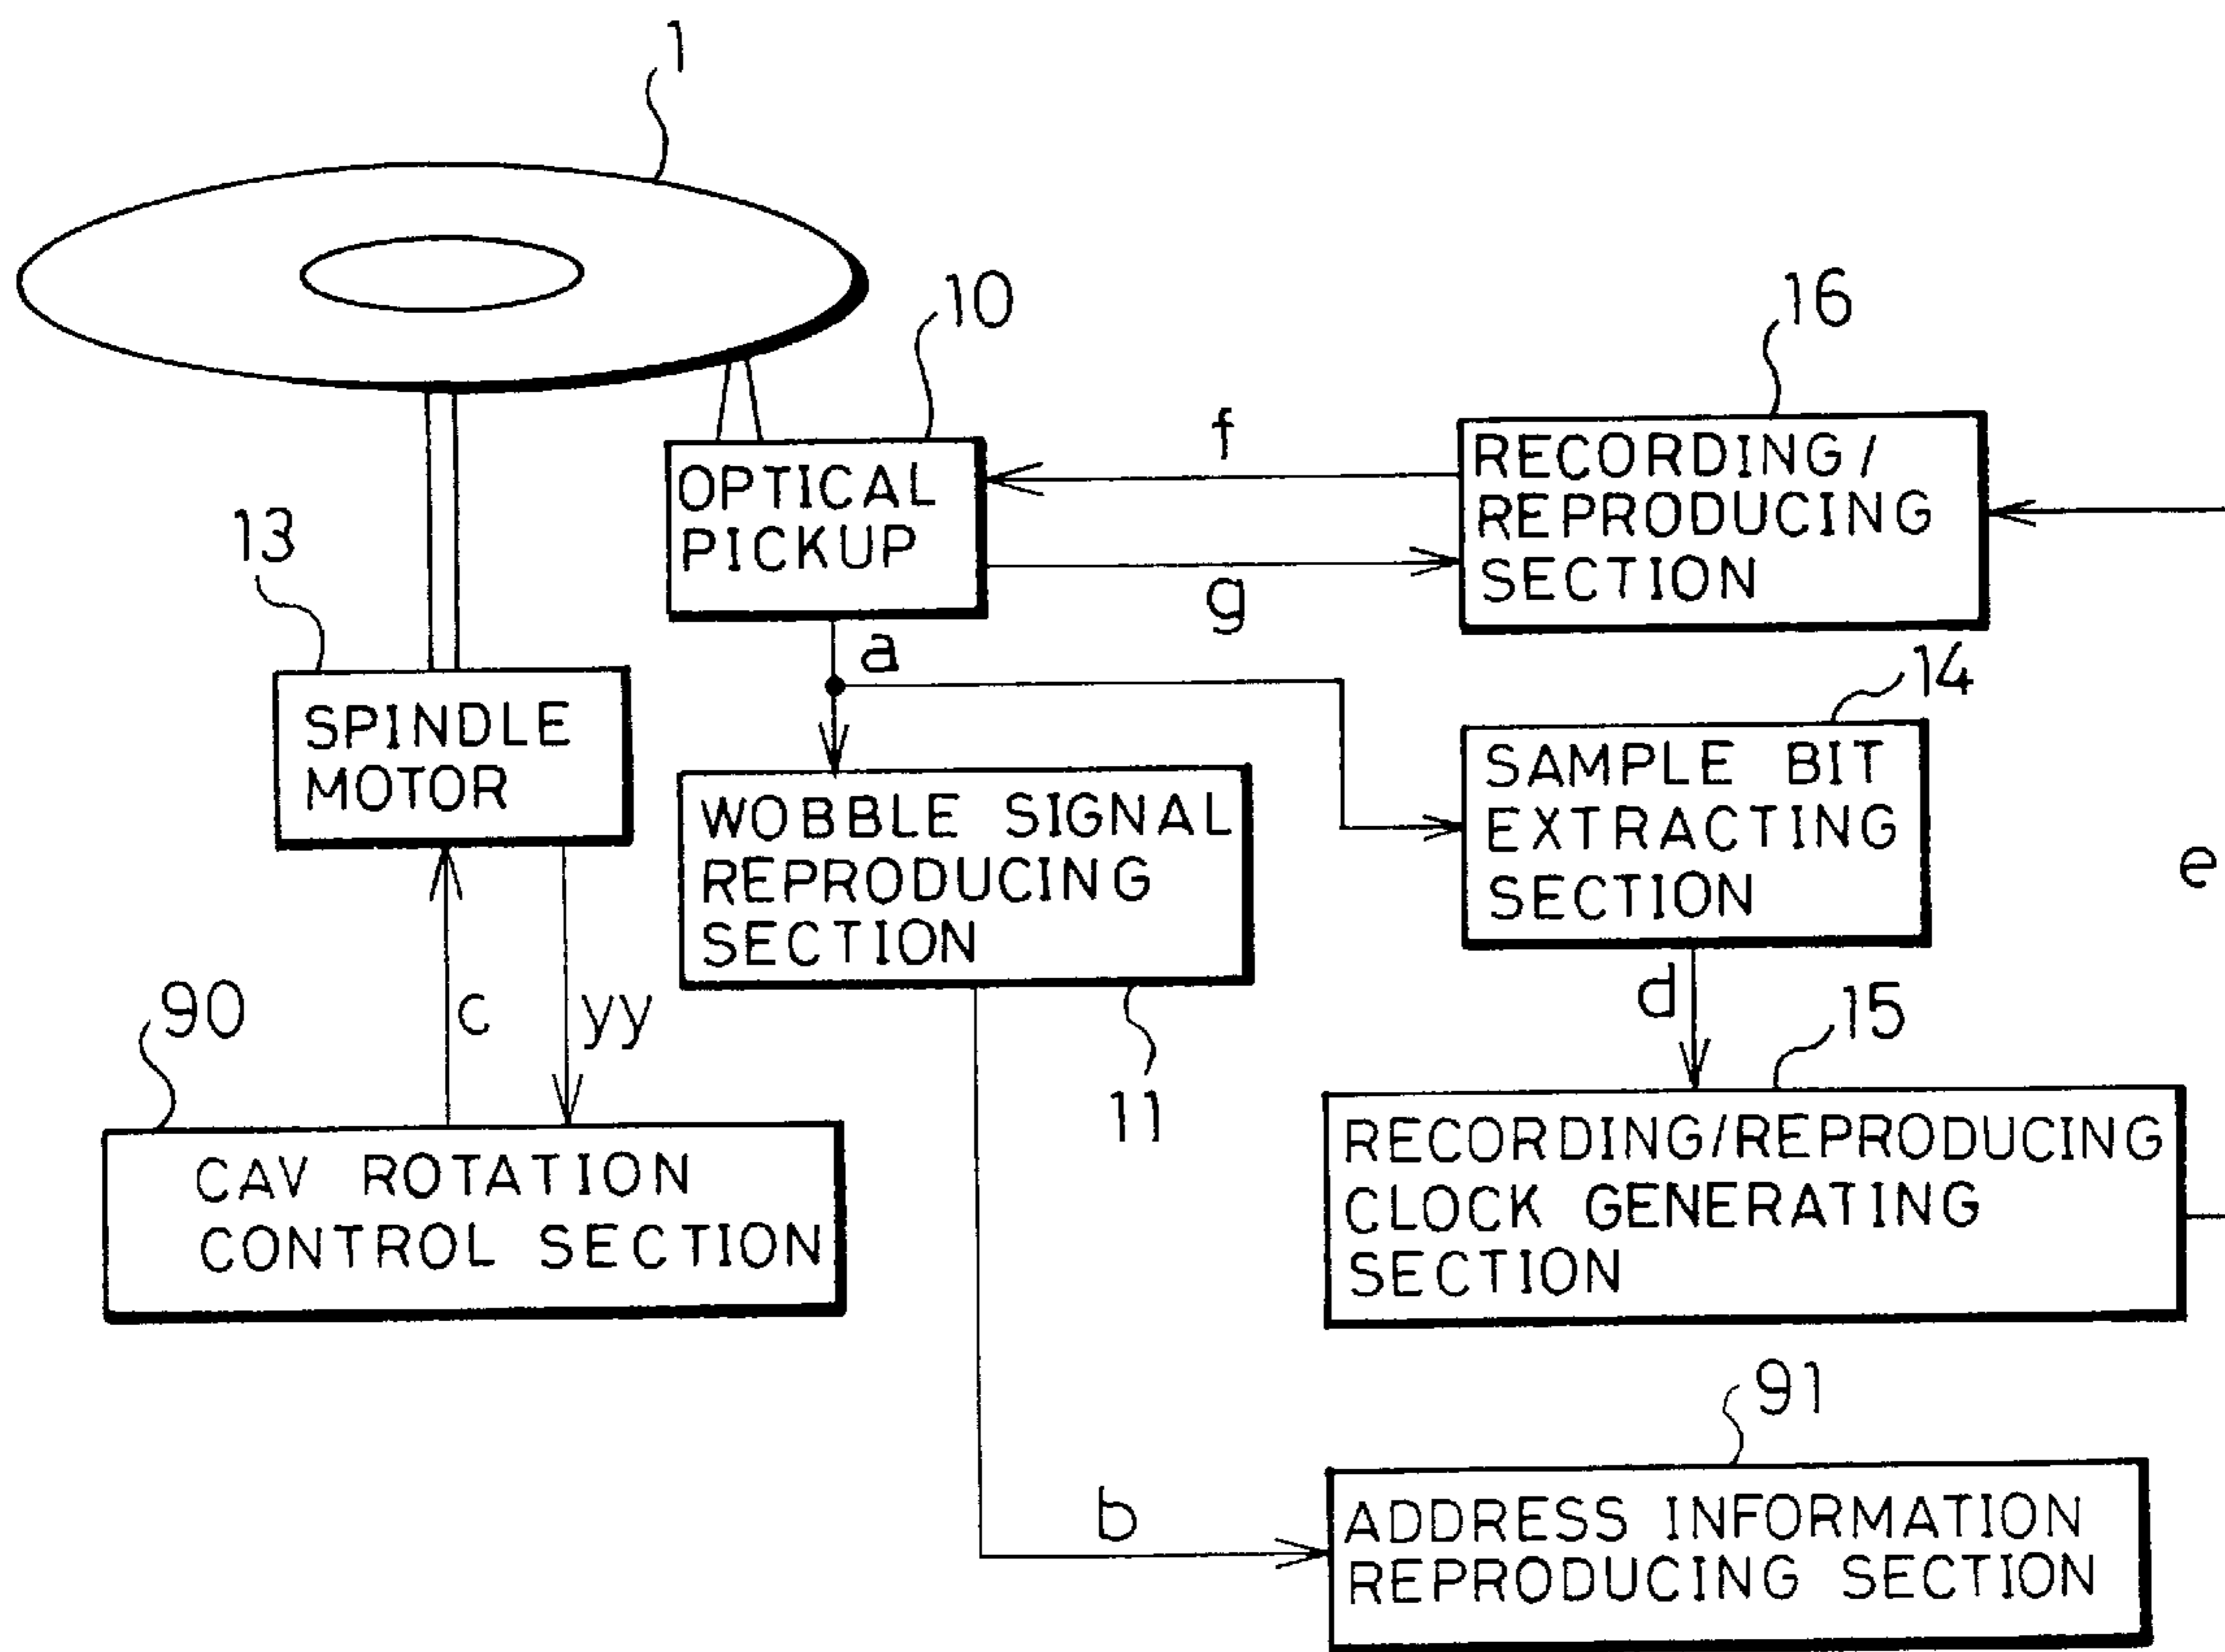 1
10
16
f
RECORDING/
REPRODUCING
SECTION
OPTICAL
PICKUP
13
g
a
14
SPINDLE
MOTOR
SAMPLE BIT
EXTRACTING
SECTION
WOBBLE SIGNAL
REPRODUCING
SECTION
e
90
c
yy
d
15
11
CAV ROTATION
CONTROL SECTION
RECORDING/REPRODUCING
CLOCK GENERATING
SECTION
91
b
ADDRESS INFORMATION
REPRODUCING SECTION